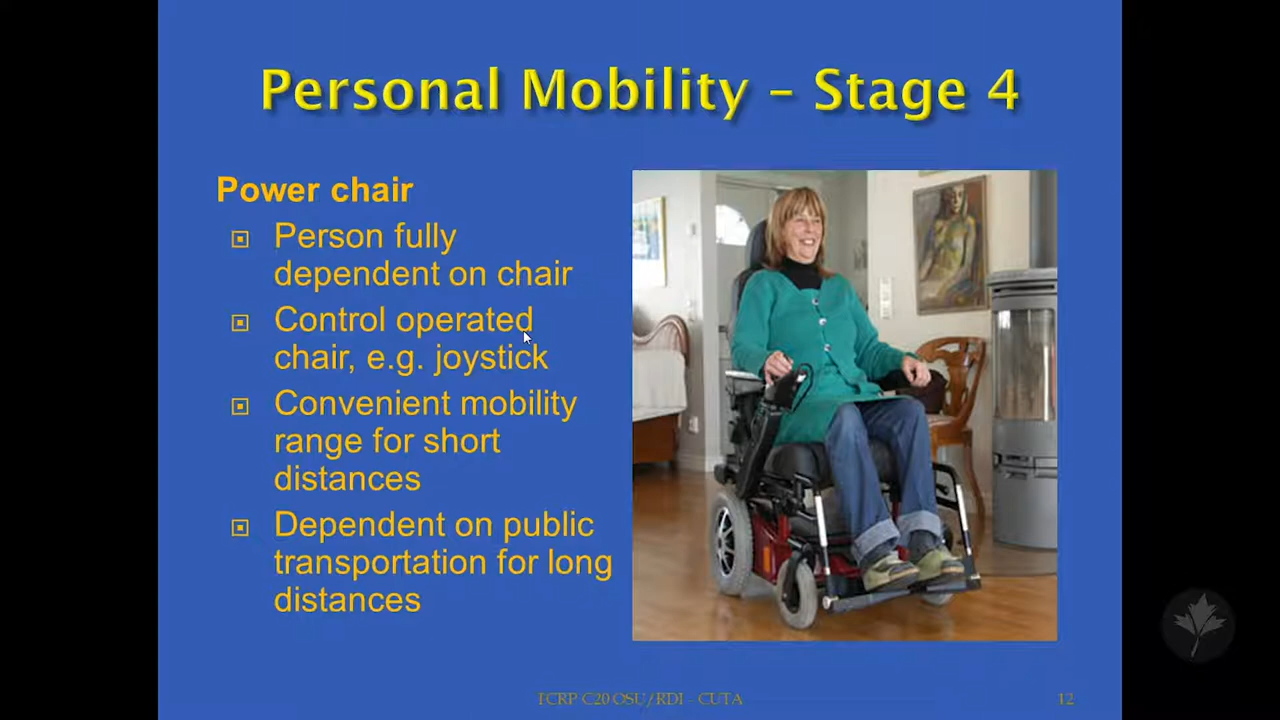 Personal Mobility – Stage 4
Power chair
Person fully
dependent on chair
Control operated
chair, e.g. joystick
Convenient mobility
range for short
distances
Dependent on public
transportation for long
distances
TCRP C20 OSU/RDI - CUTA
12